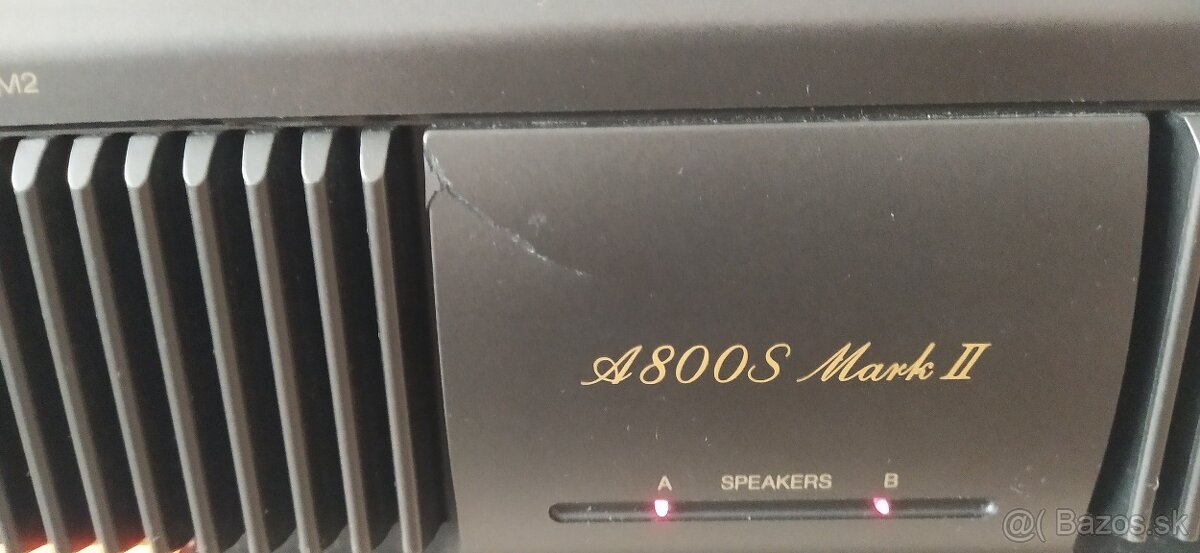 M2
A800S Mark II
A SPEAKERS B
@( Bazos.sk